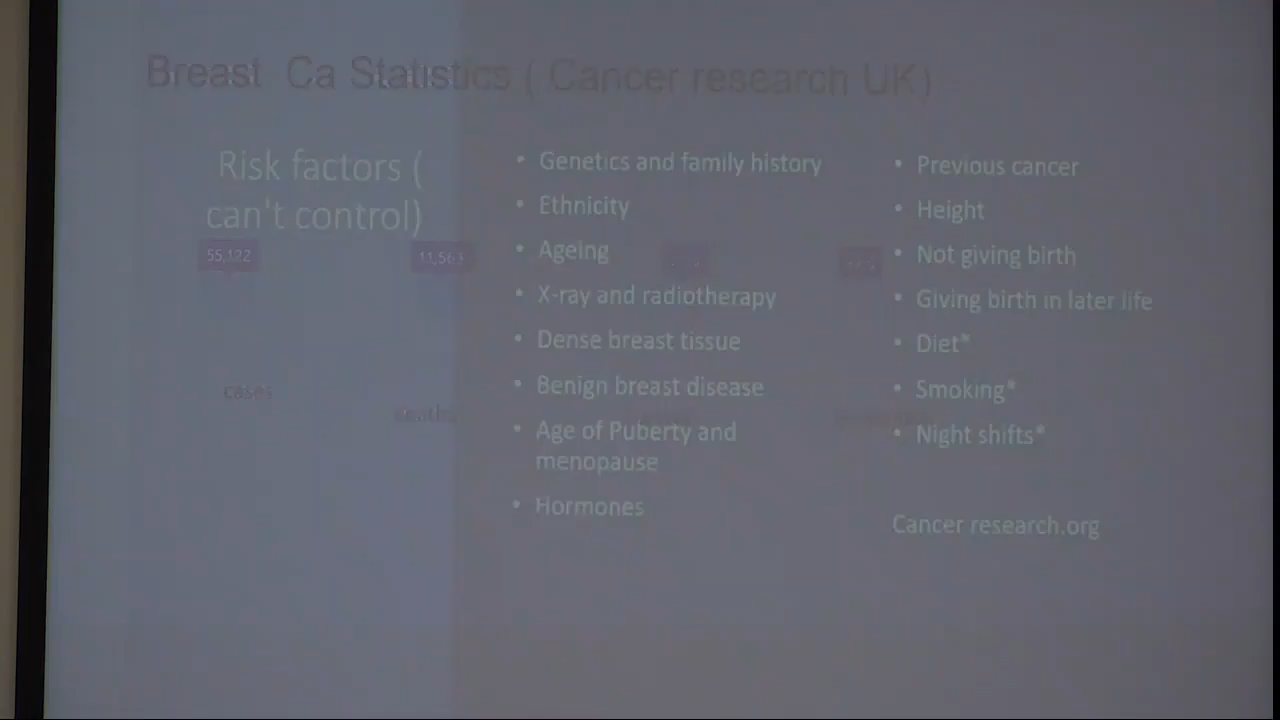 Breast Ca Statistics ( Cancer research UK)
Risk factors (
can't control)
55,122
11,563
cases
deaths
• Genetics and family history
• Ethnicity
• Ageing
• X-ray and radiotherapy
• Dense breast tissue
• Benign breast disease
• Age of Puberty and
menopause
• Hormones
• Previous cancer
• Height
• Not giving birth
• Giving birth in later life
• Diet*
• Smoking*
• Night shifts*
Cancer research.org